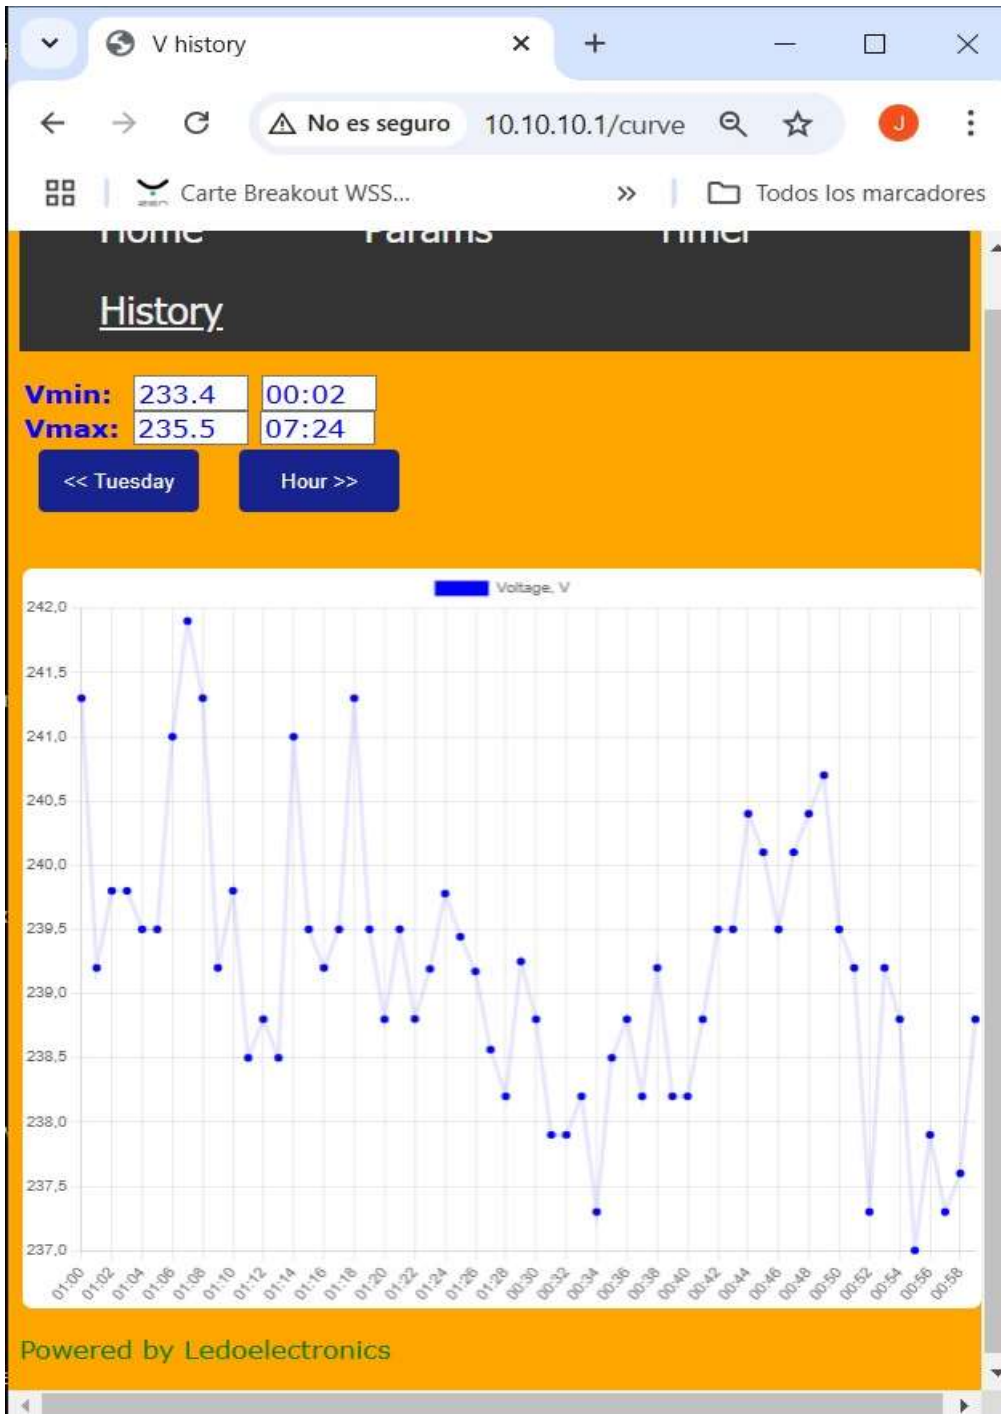 V history
No es seguro 10.10.10.1/curve
J
Carte Breakout WSS... » Todos los marcadores
Home Params Timer
History
Vmin: 233.4 00:02
Vmax: 235.5 07:24
<< Tuesday Hour >>
Voltage, V
242,0
241,5
241,0
240,5
240,0
239,5
239,0
238,5
238,0
237,5
237,0
01:00 01:02 01:04 01:06 01:08 01:10 01:12 01:14 01:16 01:18 01:20 01:22 01:24 01:26 01:28 00:30 00:32 00:34 00:36 00:38 00:40 00:42 00:44 00:46 00:48 00:50 00:52 00:54 00:56 00:58
Powered by Ledoelectronics